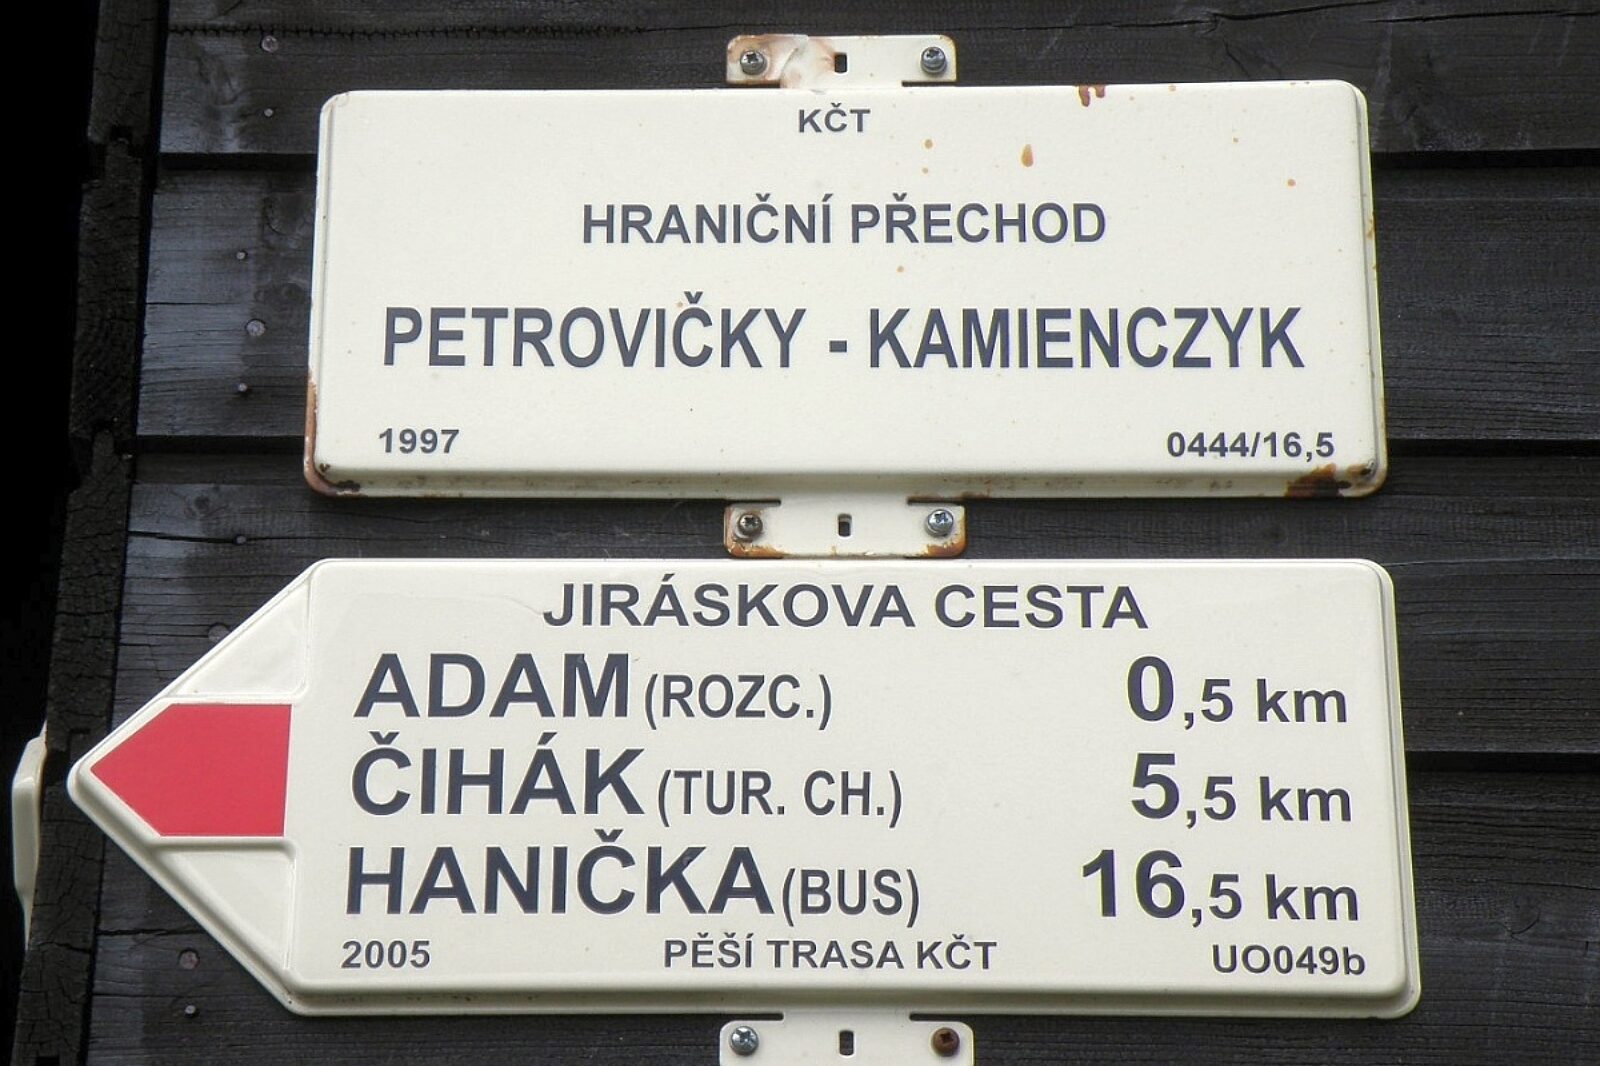 KČT
HRANIČNÍ PŘECHOD
PETROVIČKY - KAMIENCZYK
1997 0444/16,5
JIRÁSKOVA CESTA
ADAM (ROZC.) 0,5 km
ČIHÁK (TUR. CH.) 5,5 km
HANIČKA (BUS) 16,5 km
2005 PĚŠÍ TRASA KČT UO049b